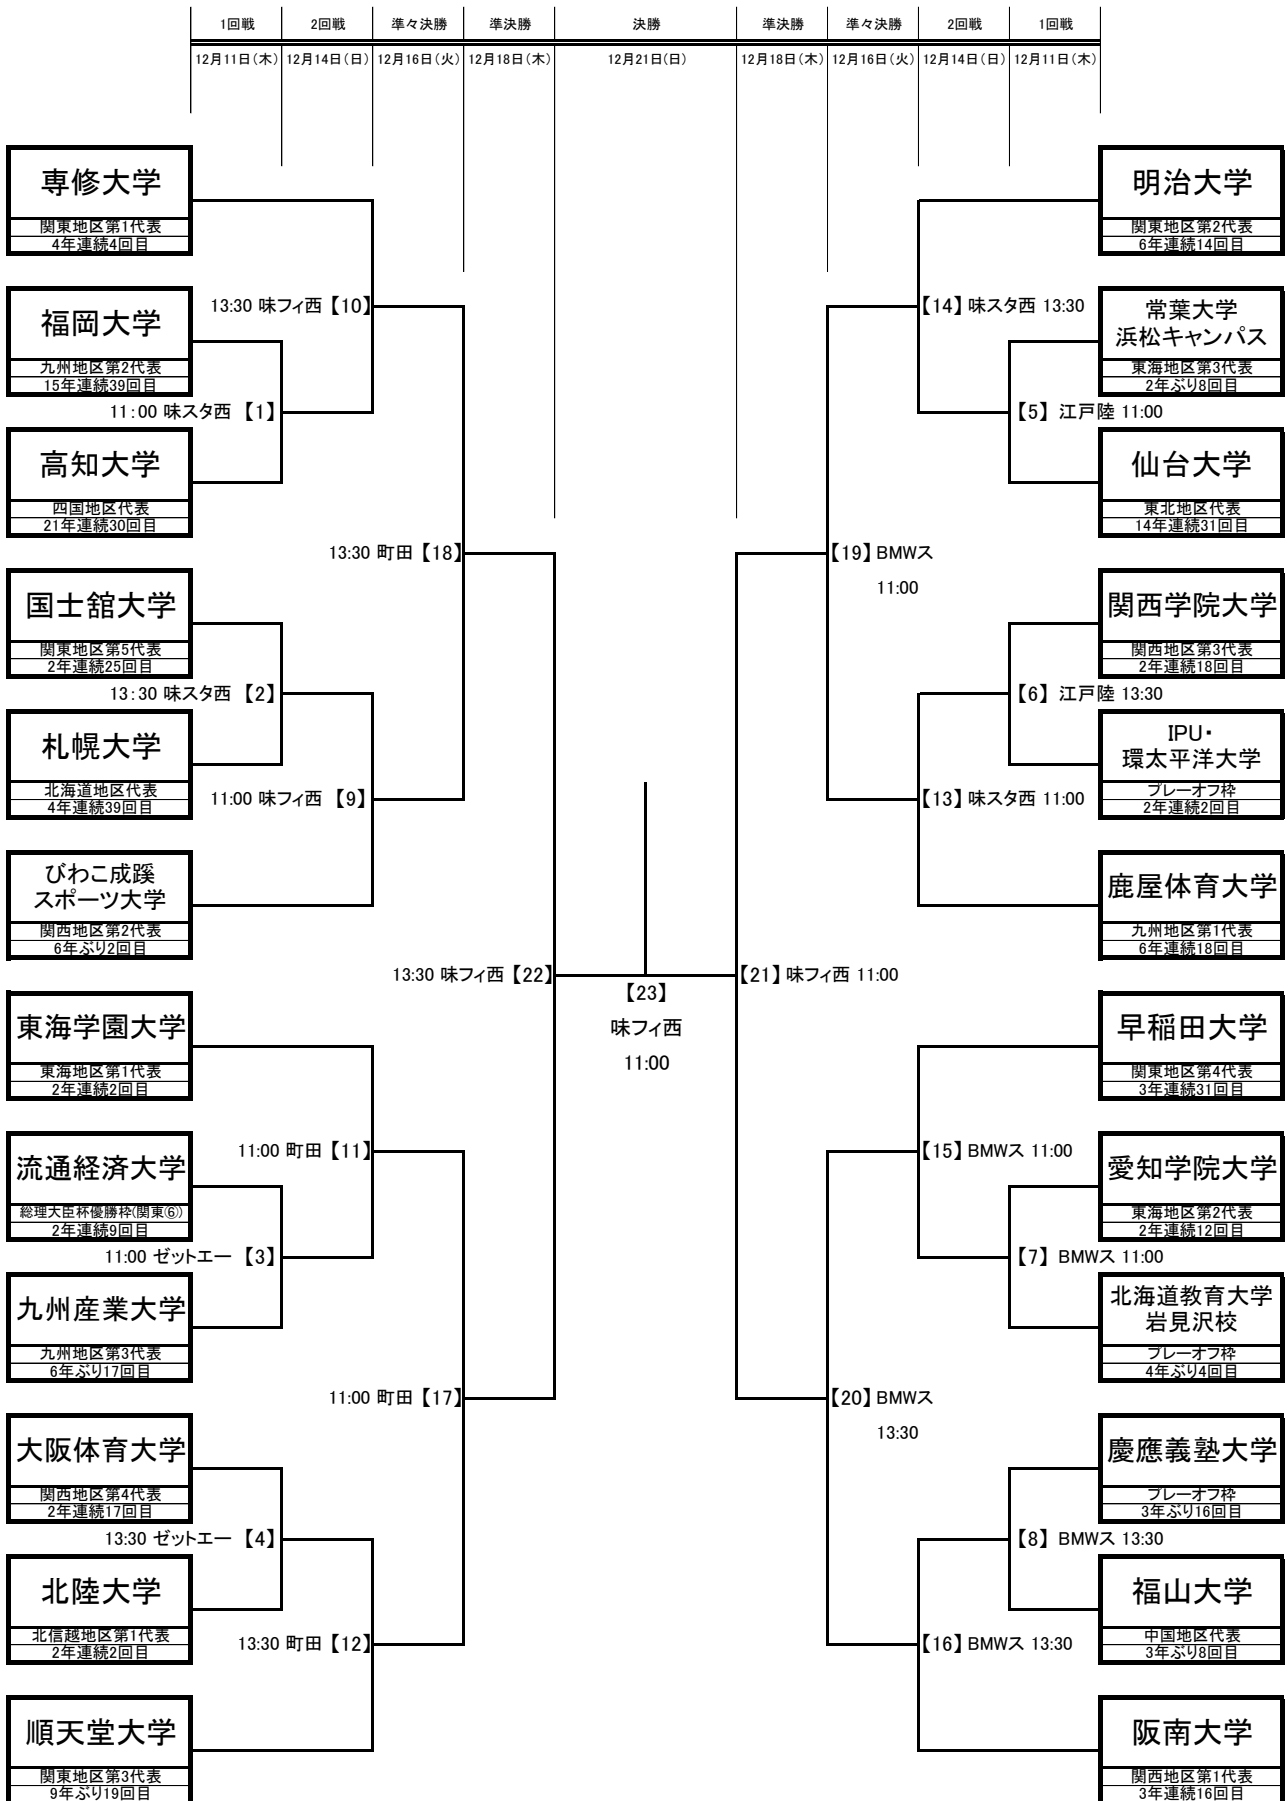 1回戦 2回戦 準々決勝 準決勝 決勝 準決勝 準々決勝 2回戦 1回戦
12月11日(木) 12月14日(日) 12月16日(火) 12月18日(木) 12月21日(日) 12月18日(木) 12月16日(火) 12月14日(日) 12月11日(木)
専修大学
関東地区第1代表
4年連続4回目
13:30 味フィ西 【10】
福岡大学
九州地区第2代表
15年連続39回目
11:00 味スタ西 【1】
高知大学
四国地区代表
21年連続30回目
13:30 町田 【18】
国士舘大学
関東地区第5代表
2年連続25回目
13:30 味スタ西 【2】
札幌大学
北海道地区代表
4年連続39回目
11:00 味フィ西 【9】
びわこ成蹊
スポーツ大学
関西地区第2代表
6年ぶり2回目
13:30 味フィ西 【22】
東海学園大学
東海地区第1代表
2年連続2回目
11:00 町田 【11】
流通経済大学
総理大臣杯優勝枠(関東⑥)
2年連続9回目
11:00 ゼットエー 【3】
九州産業大学
九州地区第3代表
6年ぶり17回目
11:00 町田 【17】
大阪体育大学
関西地区第4代表
2年連続17回目
13:30 ゼットエー 【4】
北陸大学
北信越地区第1代表
2年連続2回目
13:30 町田 【12】
順天堂大学
関東地区第3代表
9年ぶり19回目
【23】
味フィ西
11:00
明治大学
関東地区第2代表
6年連続14回目
【14】 味スタ西 13:30
常葉大学
浜松キャンパス
東海地区第3代表
2年ぶり8回目
【5】 江戸陸 11:00
仙台大学
東北地区代表
14年連続31回目
【19】 BMWス
11:00
関西学院大学
関西地区第3代表
2年連続18回目
【6】 江戸陸 13:30
IPU・
環太平洋大学
プレーオフ枠
2年連続2回目
【13】 味スタ西 11:00
鹿屋体育大学
九州地区第1代表
6年連続18回目
【21】 味フィ西 11:00
早稲田大学
関東地区第4代表
3年連続31回目
【15】 BMWス 11:00
愛知学院大学
東海地区第2代表
2年連続12回目
【7】 BMWス 11:00
北海道教育大学
岩見沢校
プレーオフ枠
4年ぶり4回目
【20】 BMWス
13:30
慶應義塾大学
プレーオフ枠
3年ぶり16回目
【8】 BMWス 13:30
福山大学
中国地区代表
3年ぶり8回目
【16】 BMWス 13:30
阪南大学
関西地区第1代表
3年連続16回目